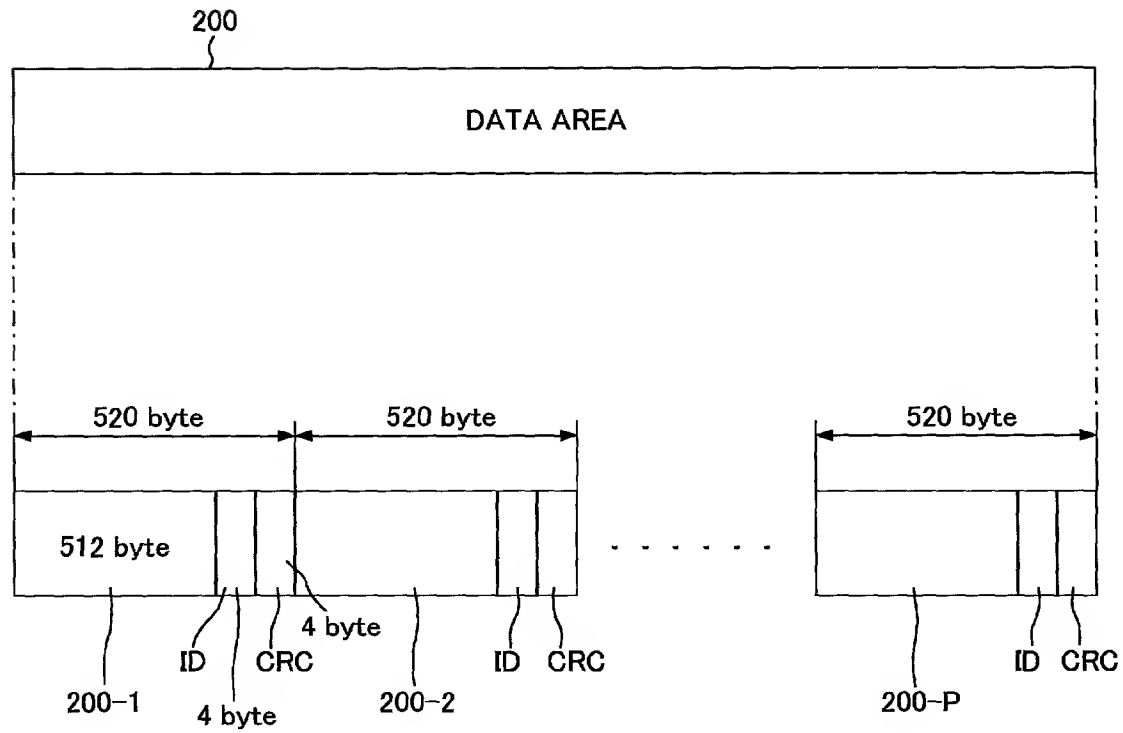 200
DATA AREA
520 byte
520 byte
520 byte
512 byte
. . . . . . .
4 byte
ID
CRC
ID
CRC
ID
CRC
200-1
4 byte
200-2
200-P